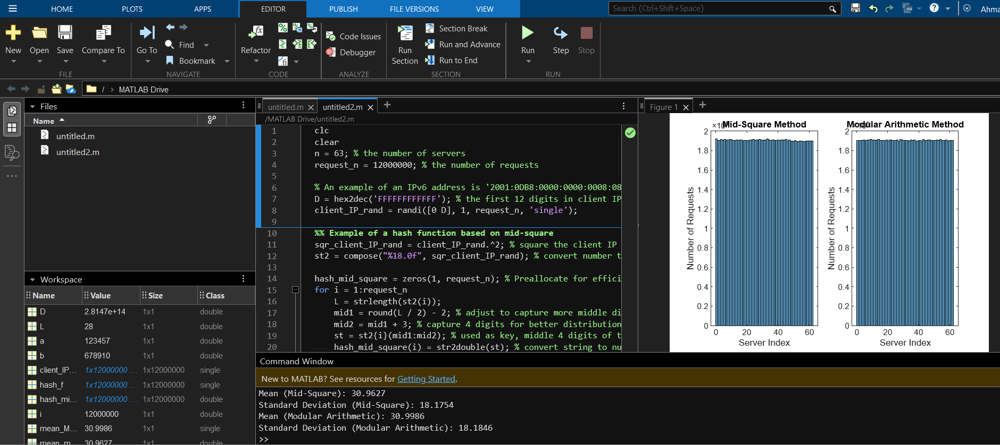 HOME PLOTS APPS EDITOR PUBLISH FILE VERSIONS VIEW Search (Ctrl+Shift+Space) ? Ahma
New Open Save Compare To Go To Find Bookmark Refactor Code Issues Debugger Run Section Section Break Run and Advance Run to End Run Step Stop
FILE NAVIGATE CODE ANALYZE SECTION RUN
/ › MATLAB Drive
Files
Name
untitled.m
untitled2.m
Workspace
Name Value Size Class
D 2.8147e+14 1x1 double
L 28 1x1 double
a 123457 1x1 double
b 678910 1x1 double
client_IP... 1x12000000 ... 1x12000000 single
hash_f 1x12000000 ... 1x12000000 single
hash_mi... 1x12000000 ... 1x12000000 double
i 12000000 1x1 double
mean_M... 30.9986 1x1 single
mean_m... 30.9627 1x1 double
untitled.m × untitled2.m × +
/MATLAB Drive/untitled2.m
1 clc
2 clear
3 n = 63; % the number of servers
4 request_n = 12000000; % the number of requests
5
6 % An example of an IPv6 address is '2001:0DB8:0000:0000:0008:08
7 D = hex2dec('FFFFFFFFFFFF'); % the first 12 digits in client IP
8 client_IP_rand = randi([0 D], 1, request_n, 'single');
9
10 %% Example of a hash function based on mid-square
11 sqr_client_IP_rand = client_IP_rand.^2; % square the client IP
12 st2 = compose("%18.0f", sqr_client_IP_rand); % convert number t
13
14 hash_mid_square = zeros(1, request_n); % Preallocate for effici
15 for i = 1:request_n
16 L = strlength(st2(i));
17 mid1 = round(L / 2) - 2; % adjust to capture more middle di
18 mid2 = mid1 + 3; % capture 4 digits for better distribution
19 st = st2{i}(mid1:mid2); % used as key, middle 4 digits of t
20 hash_mid_square(i) = str2double(st); % convert string to nu
Figure 1 × +
Mid-Square Method
×10
2
1.8
1.6
1.4
1.2
1
0.8
0.6
0.4
0.2
0
Number of Requests
0 20 40 60
Server Index
Modular Arithmetic Method
2
1.8
1.6
1.4
1.2
1
0.8
0.6
0.4
0.2
0
Number of Requests
0 20 40 60
Server Index
Command Window
New to MATLAB? See resources for Getting Started.
Mean (Mid-Square): 30.9627
Standard Deviation (Mid-Square): 18.1754
Mean (Modular Arithmetic): 30.9986
Standard Deviation (Modular Arithmetic): 18.1846
>>